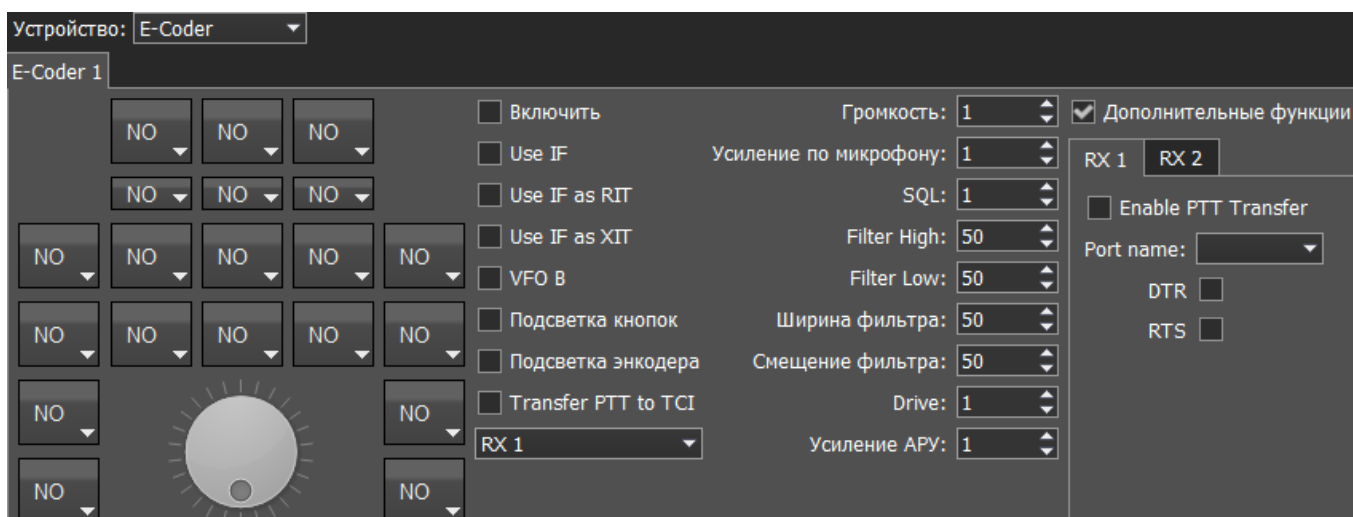 Устройство: E-Coder
E-Coder 1
NO NO NO
NO NO NO
NO NO NO NO NO
NO NO NO NO NO
NO NO
NO NO
Включить
Use IF
Use IF as RIT
Use IF as XIT
VFO B
Подсветка кнопок
Подсветка энкодера
Transfer PTT to TCI
RX 1
Громкость: 1
Усиление по микрофону: 1
SQL: 1
Filter High: 50
Filter Low: 50
Ширина фильтра: 50
Смещение фильтра: 50
Drive: 1
Усиление АРУ: 1
Дополнительные функции
RX 1 RX 2
Enable PTT Transfer
Port name:
DTR
RTS